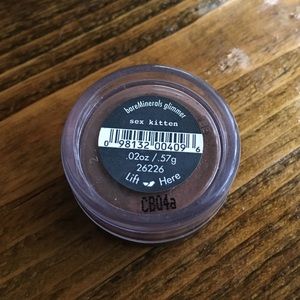 bareMinerals glimmer
sex kitten
0 98132 00409 6
.02oz/.57g
26226
Lift Here
CB04a